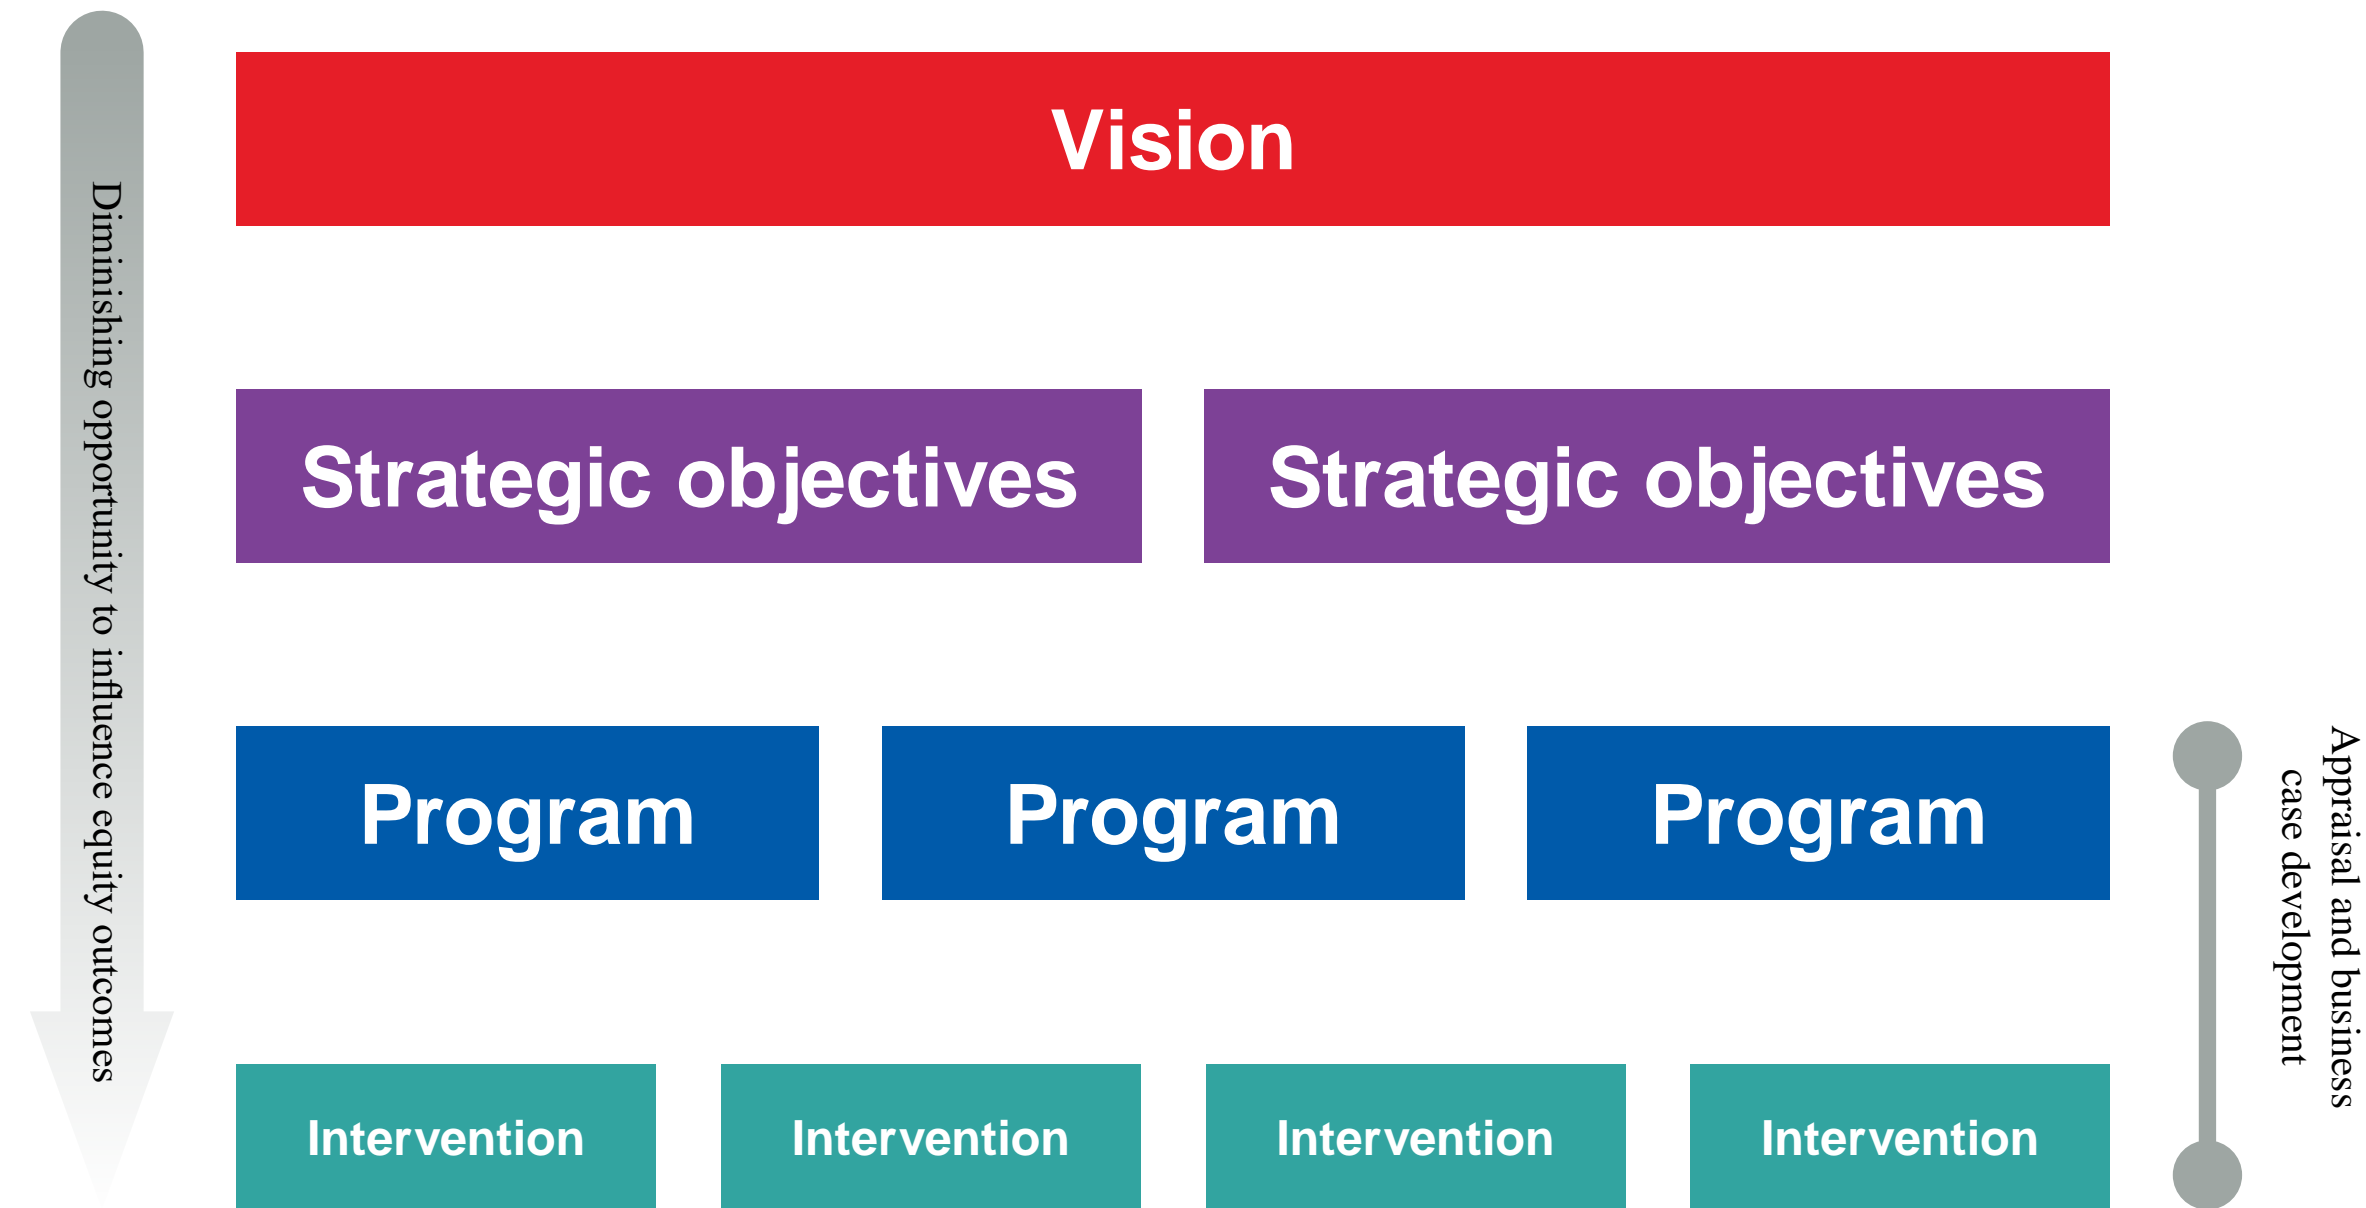 Diminishing opportunity to influence equity outcomes
Vision
Strategic objectives
Strategic objectives
Program
Program
Program
Appraisal and business
case development
Intervention
Intervention
Intervention
Intervention